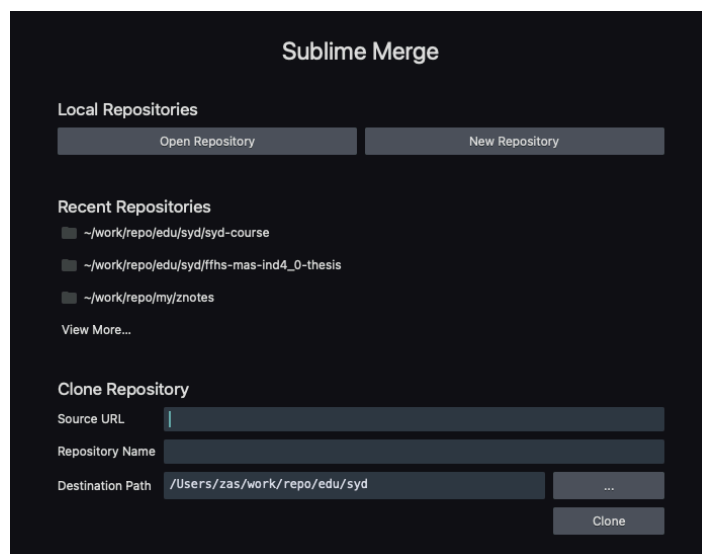 Sublime Merge
Local Repositories
Open Repository
New Repository
Recent Repositories
~/work/repo/edu/syd/syd-course
~/work/repo/edu/syd/ffhs-mas-ind4_0-thesis
~/work/repo/my/znotes
View More...
Clone Repository
Source URL
Repository Name
Destination Path /Users/zas/work/repo/edu/syd ...
Clone